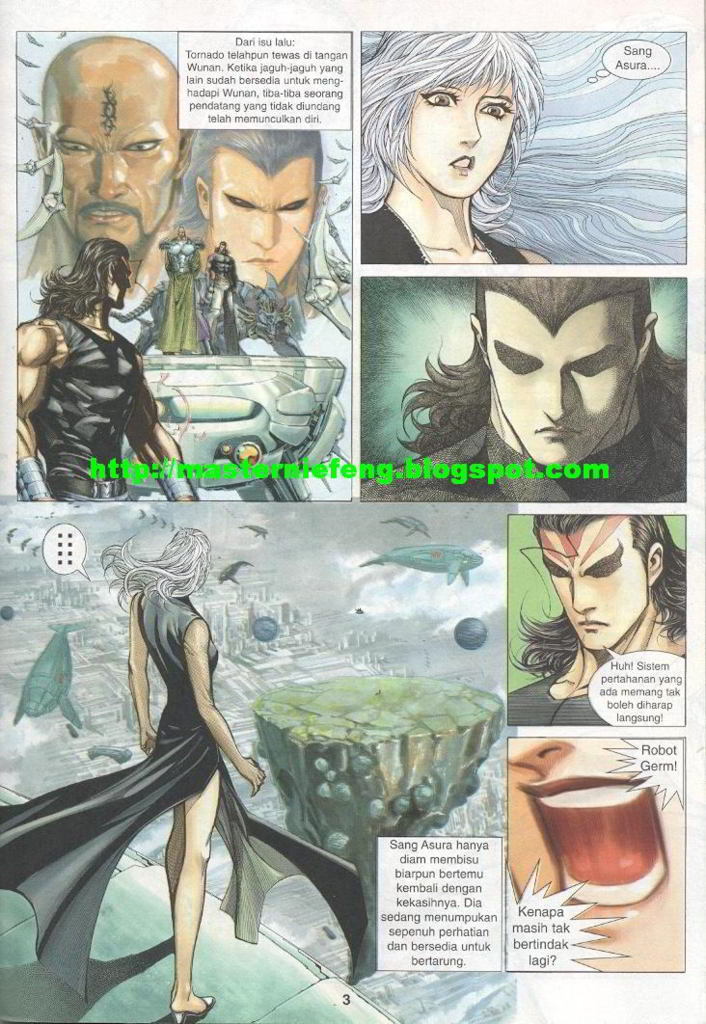 Dari isu lalu:
Tornado telahpun tewas di tangan
Wunan. Ketika jaguh-jaguh yang
lain sudah bersedia untuk meng-
hadapi Wunan, tiba-tiba seorang
pendatang yang tidak diundang
telah memunculkan diri.
Sang
Asura....
http://masterniefeng.blogspot.com
Huh! Sistem
pertahanan yang
ada memang tak
boleh diharap
langsung!
Robot
Germ!
Kenapa
masih tak
bertindak
lagi?
Sang Asura hanya
diam membisu
biarpun bertemu
kembali dengan
kekasihnya. Dia
sedang menumpukan
sepenuh perhatian
dan bersedia untuk
bertarung.
3